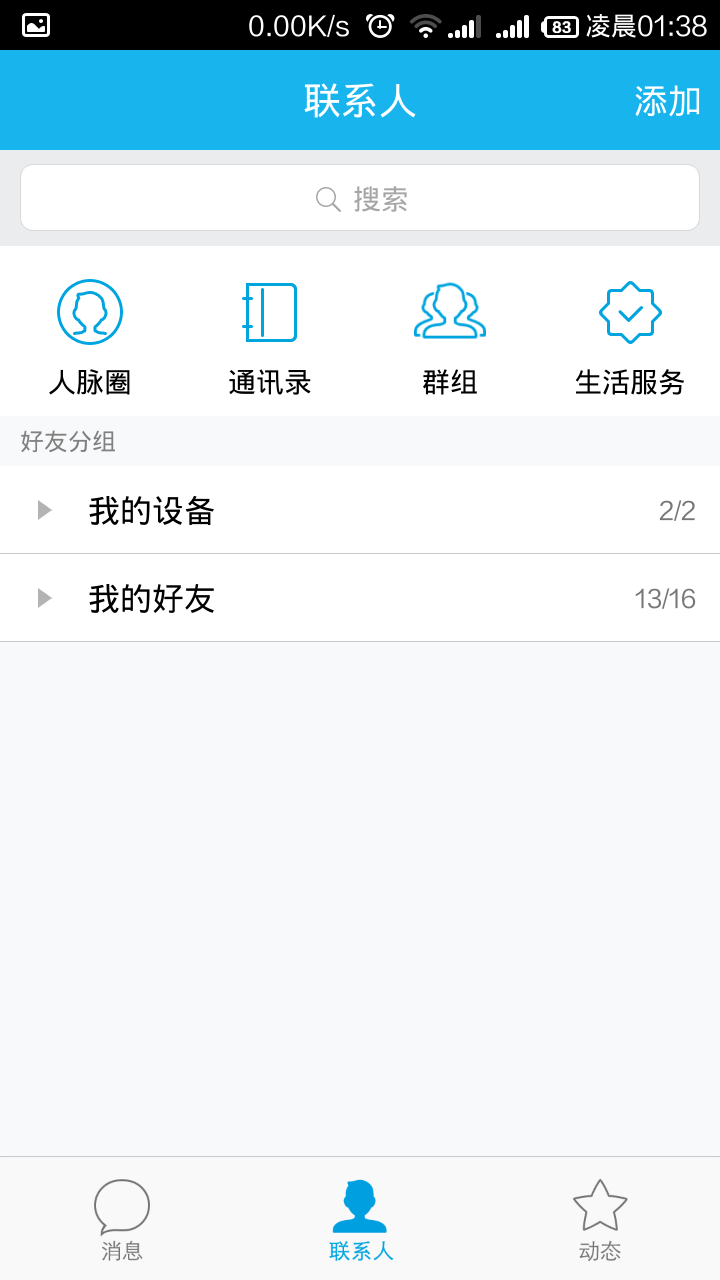 0.00K/s 83 凌晨01:38
联系人 添加
搜索
人脉圈 通讯录 群组 生活服务
好友分组
我的设备 2/2
我的好友 13/16
消息 联系人 动态